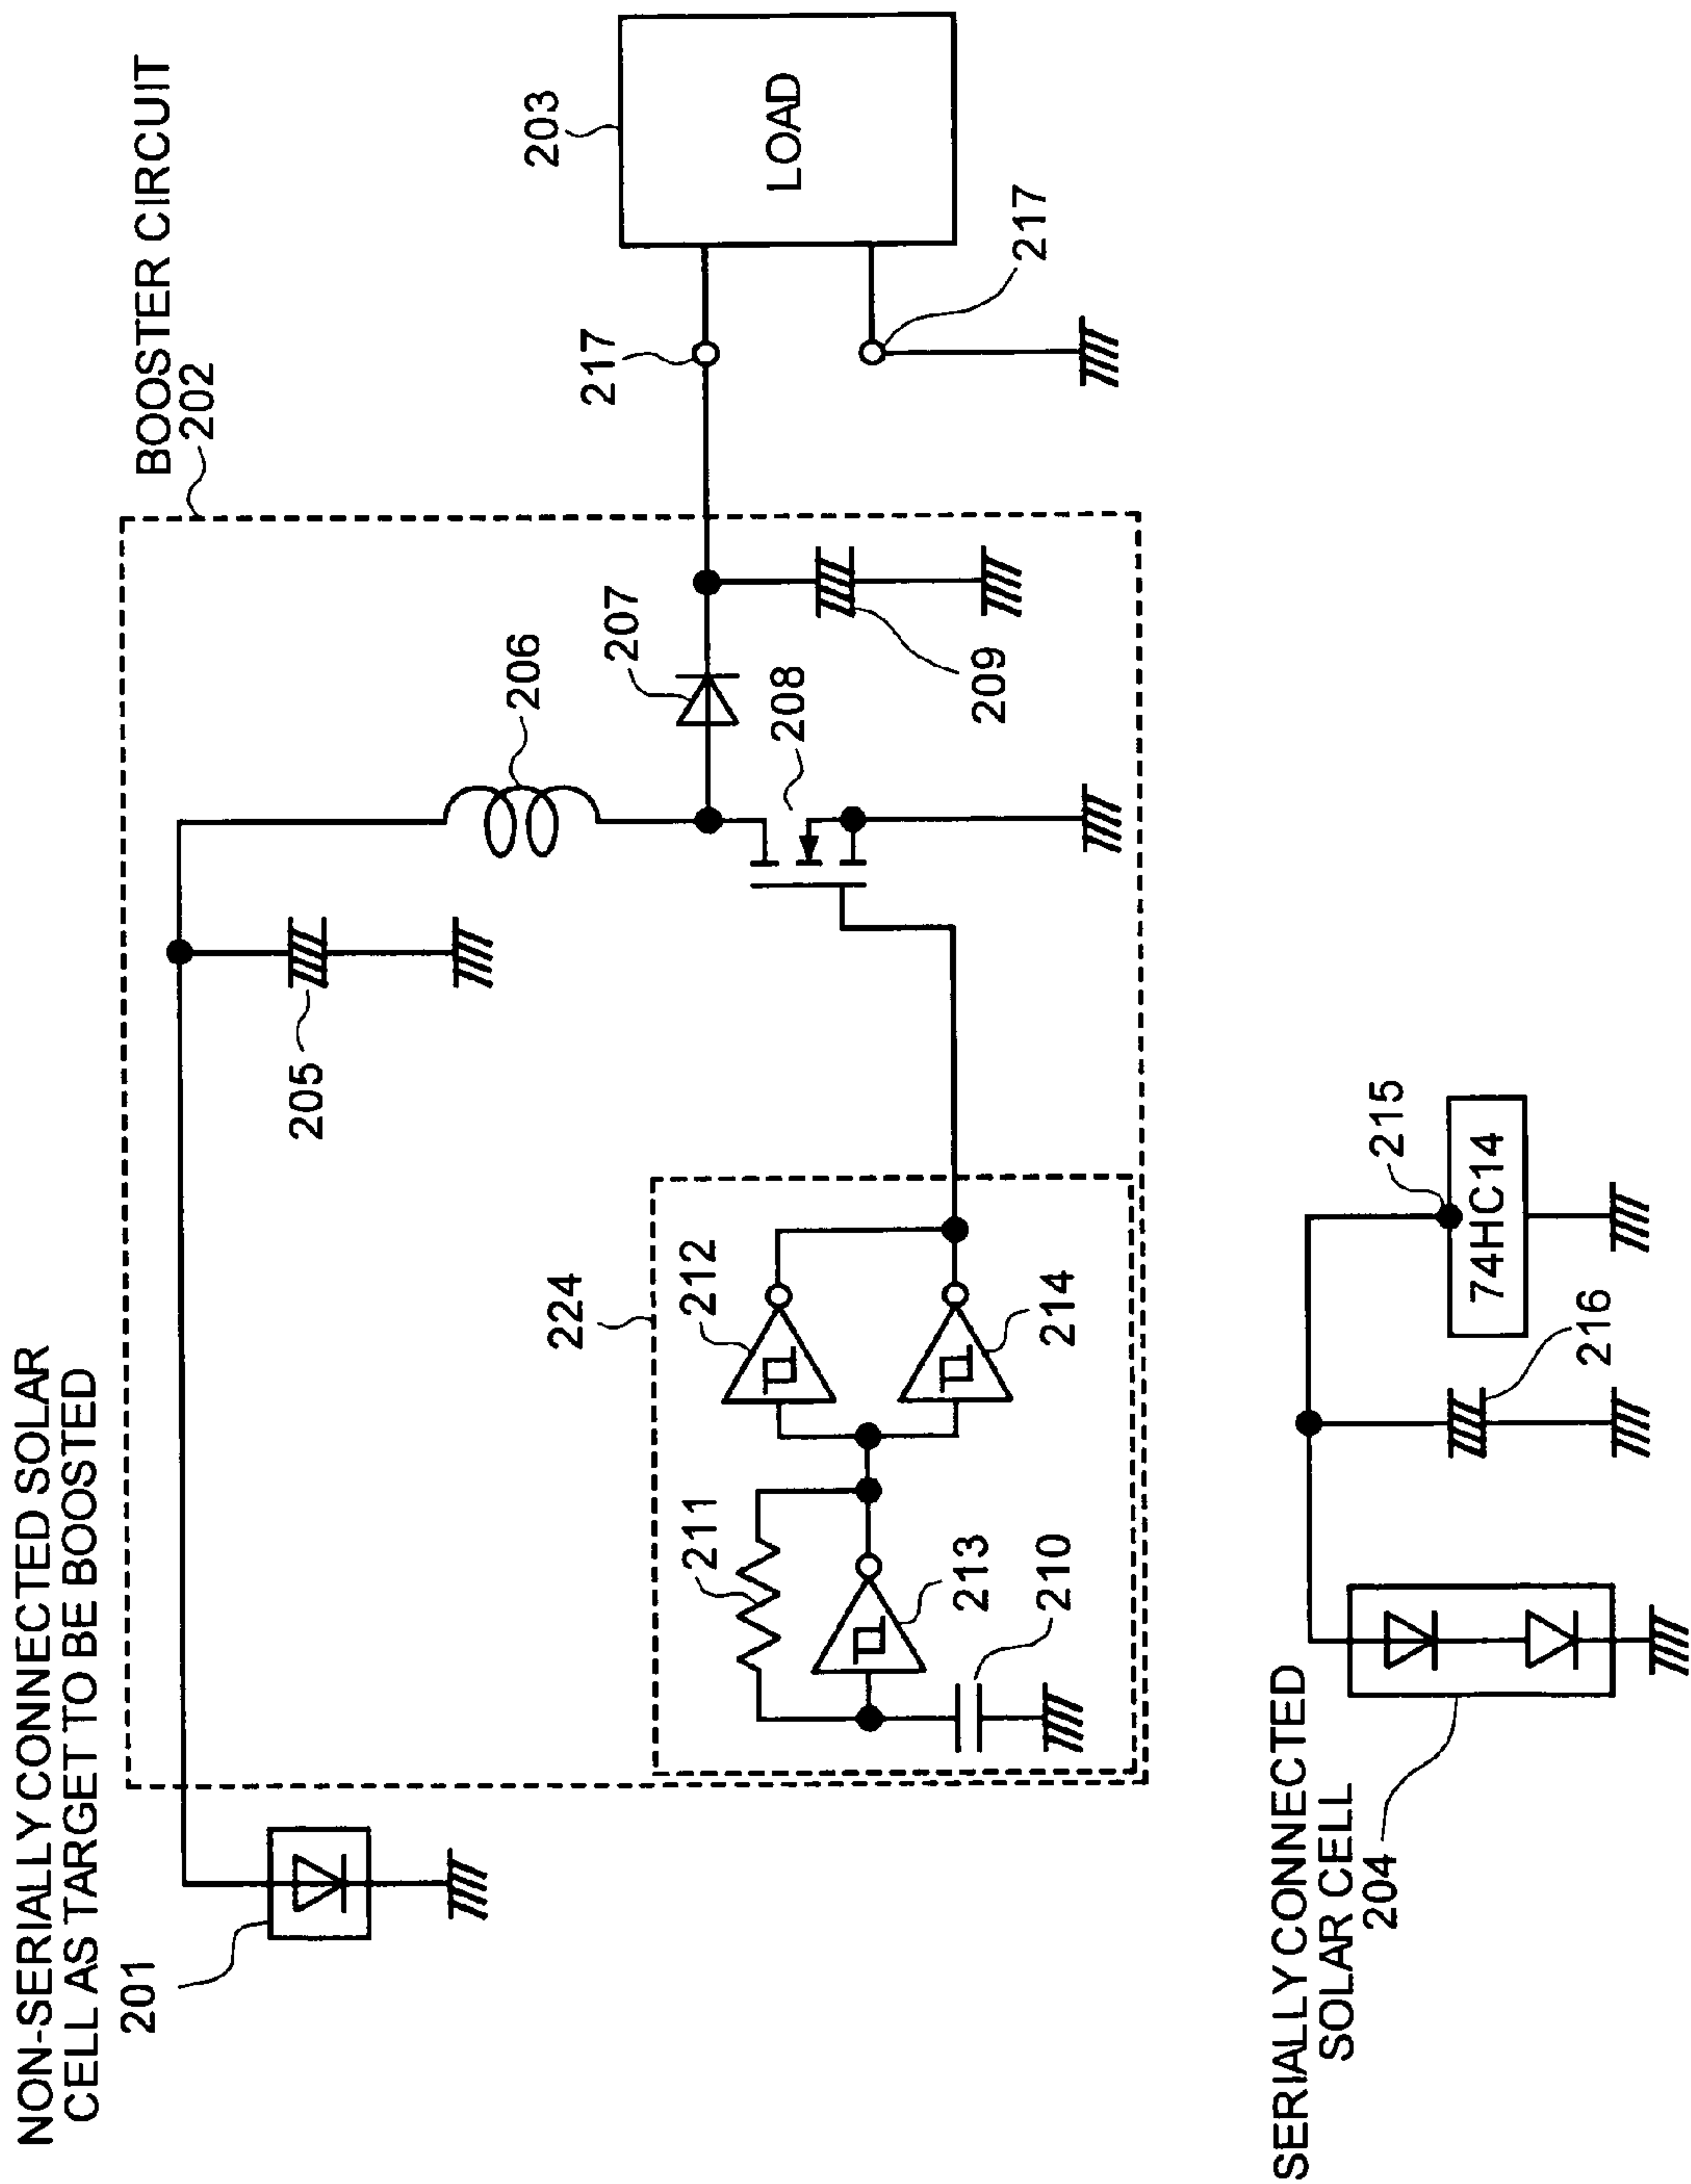 NON-SERIALLY CONNECTED SOLAR
CELL AS TARGET TO BE BOOSTED
201
BOOSTER CIRCUIT
202
205
206
207
208
209
217
203
LOAD
217
224
211
212
213
210
214
SERIALLY CONNECTED
SOLAR CELL
204
216
215
74HC14